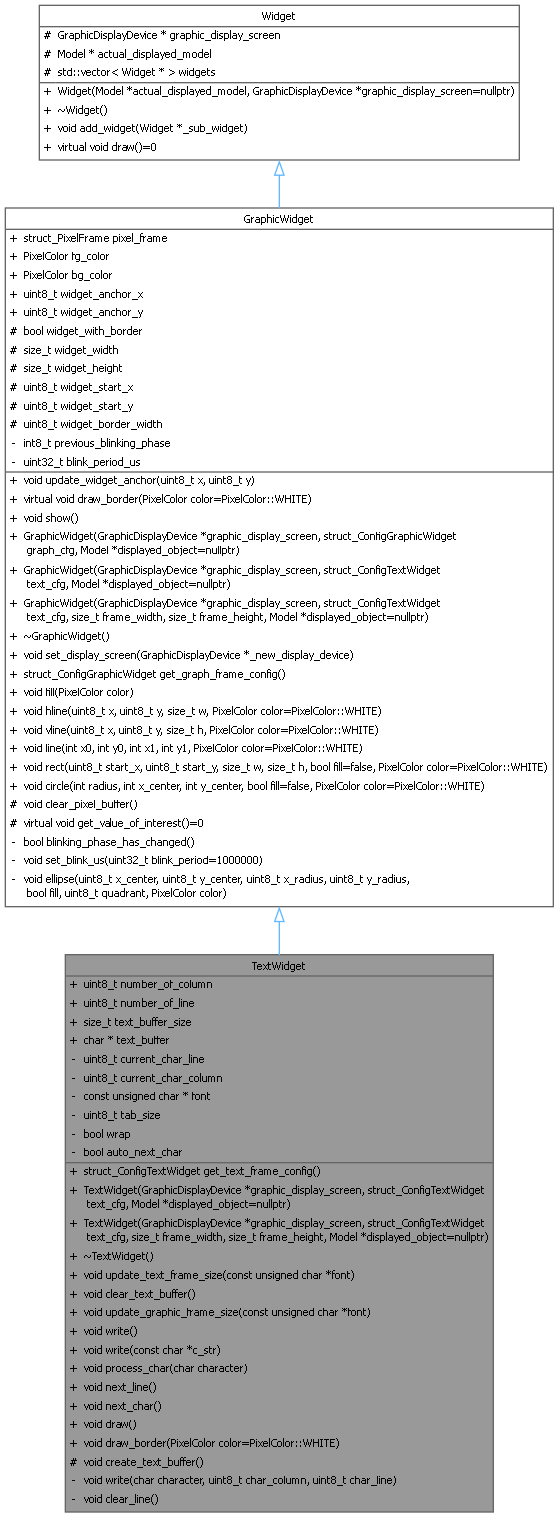 Widget
# GraphicDisplayDevice * graphic_display_screen
# Model * actual_displayed_model
# std::vector< Widget * > widgets
+ Widget(Model *actual_displayed_model, GraphicDisplayDevice *graphic_display_screen=nullptr)
+ ~Widget()
+ void add_widget(Widget *_sub_widget)
+ virtual void draw()=0
GraphicWidget
+ struct_PixelFrame pixel_frame
+ PixelColor fg_color
+ PixelColor bg_color
+ uint8_t widget_anchor_x
+ uint8_t widget_anchor_y
# bool widget_with_border
# size_t widget_width
# size_t widget_height
# uint8_t widget_start_x
# uint8_t widget_start_y
# uint8_t widget_border_width
- int8_t previous_blinking_phase
- uint32_t blink_period_us
+ void update_widget_anchor(uint8_t x, uint8_t y)
+ virtual void draw_border(PixelColor color=PixelColor::WHITE)
+ void show()
+ GraphicWidget(GraphicDisplayDevice *graphic_display_screen, struct_ConfigGraphicWidget
graph_cfg, Model *displayed_object=nullptr)
+ GraphicWidget(GraphicDisplayDevice *graphic_display_screen, struct_ConfigTextWidget
text_cfg, Model *displayed_object=nullptr)
+ GraphicWidget(GraphicDisplayDevice *graphic_display_screen, struct_ConfigTextWidget
text_cfg, size_t frame_width, size_t frame_height, Model *displayed_object=nullptr)
+ ~GraphicWidget()
+ void set_display_screen(GraphicDisplayDevice *_new_display_device)
+ struct_ConfigGraphicWidget get_graph_frame_config()
+ void fill(PixelColor color)
+ void hline(uint8_t x, uint8_t y, size_t w, PixelColor color=PixelColor::WHITE)
+ void vline(uint8_t x, uint8_t y, size_t h, PixelColor color=PixelColor::WHITE)
+ void line(int x0, int y0, int x1, int y1, PixelColor color=PixelColor::WHITE)
+ void rect(uint8_t start_x, uint8_t start_y, size_t w, size_t h, bool fill=false, PixelColor color=PixelColor::WHITE)
+ void circle(int radius, int x_center, int y_center, bool fill=false, PixelColor color=PixelColor::WHITE)
# void clear_pixel_buffer()
# virtual void get_value_of_interest()=0
- bool blinking_phase_has_changed()
- void set_blink_us(uint32_t blink_period=1000000)
- void ellipse(uint8_t x_center, uint8_t y_center, uint8_t x_radius, uint8_t y_radius,
bool fill, uint8_t quadrant, PixelColor color)
TextWidget
+ uint8_t number_of_column
+ uint8_t number_of_line
+ size_t text_buffer_size
+ char * text_buffer
- uint8_t current_char_line
- uint8_t current_char_column
- const unsigned char * font
- uint8_t tab_size
- bool wrap
- bool auto_next_char
+ struct_ConfigTextWidget get_text_frame_config()
+ TextWidget(GraphicDisplayDevice *graphic_display_screen, struct_ConfigTextWidget
text_cfg, Model *displayed_object=nullptr)
+ TextWidget(GraphicDisplayDevice *graphic_display_screen, struct_ConfigTextWidget
text_cfg, size_t frame_width, size_t frame_height, Model *displayed_object=nullptr)
+ ~TextWidget()
+ void update_text_frame_size(const unsigned char *font)
+ void clear_text_buffer()
+ void update_graphic_frame_size(const unsigned char *font)
+ void write()
+ void write(const char *c_str)
+ void process_char(char character)
+ void next_line()
+ void next_char()
+ void draw()
+ void draw_border(PixelColor color=PixelColor::WHITE)
# void create_text_buffer()
- void write(char character, uint8_t char_column, uint8_t char_line)
- void clear_line()